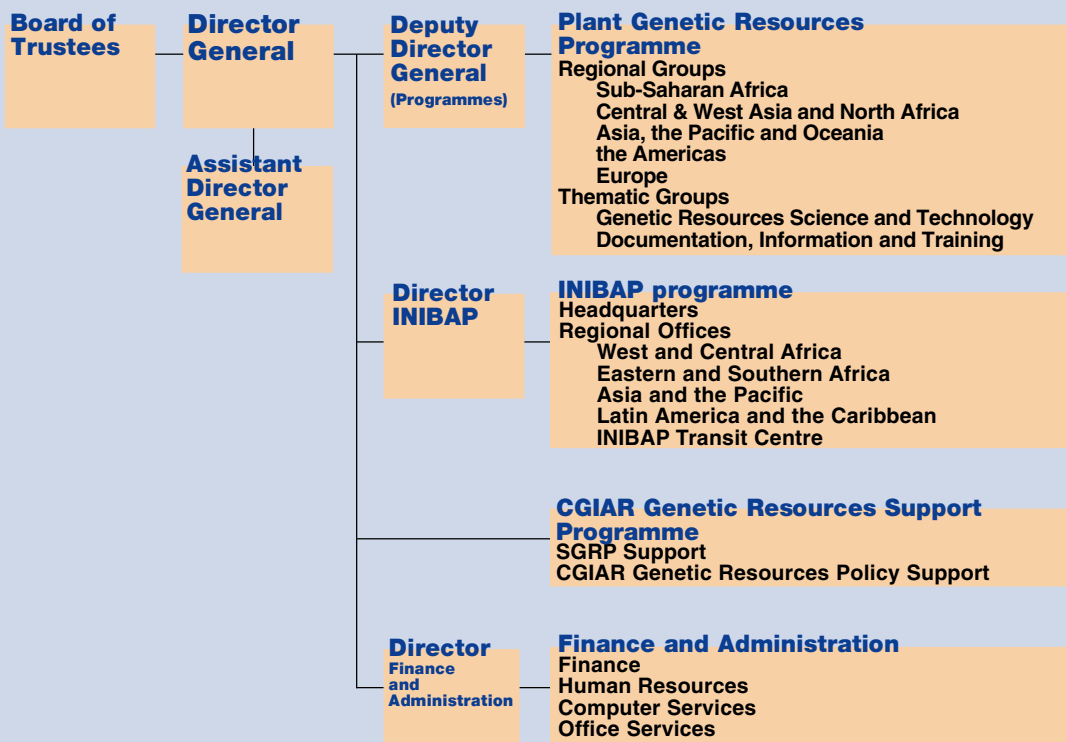 Board of
Trustees
Director
General
Assistant
Director
General
Deputy
Director
General
(Programmes)
Plant Genetic Resources
Programme
Regional Groups
Sub-Saharan Africa
Central & West Asia and North Africa
Asia, the Pacific and Oceania
the Americas
Europe
Thematic Groups
Genetic Resources Science and Technology
Documentation, Information and Training
Director
INIBAP
INIBAP programme
Headquarters
Regional Offices
West and Central Africa
Eastern and Southern Africa
Asia and the Pacific
Latin America and the Caribbean
INIBAP Transit Centre
CGIAR Genetic Resources Support
Programme
SGRP Support
CGIAR Genetic Resources Policy Support
Director
Finance
and
Administration
Finance and Administration
Finance
Human Resources
Computer Services
Office Services